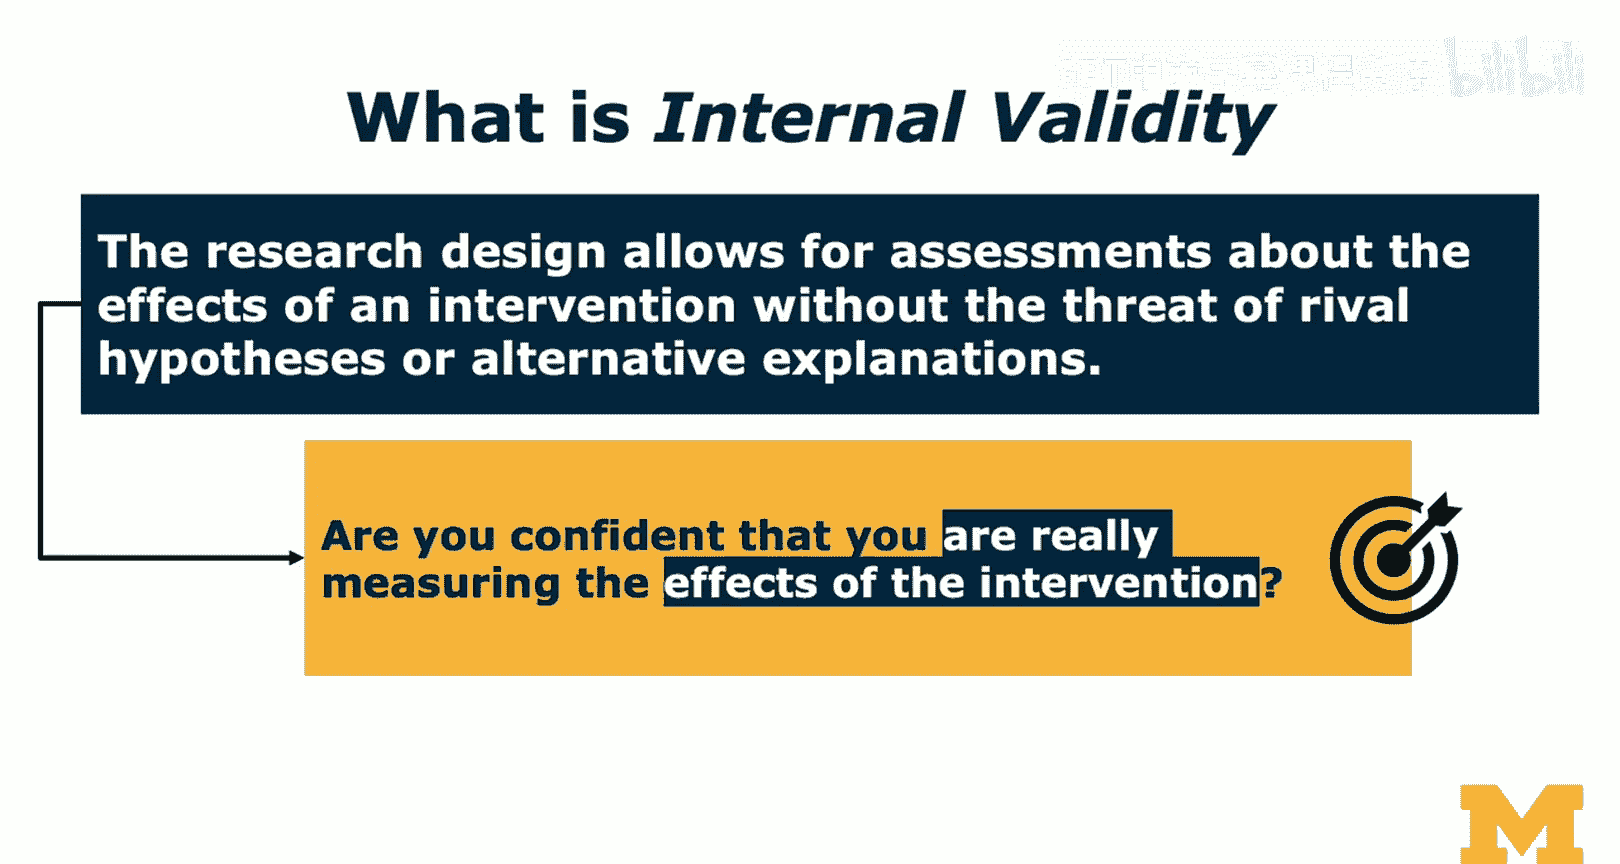 bilibili
What is Internal Validity
The research design allows for assessments about the
effects of an intervention without the threat of rival
hypotheses or alternative explanations.
Are you confident that you are really
measuring the effects of the intervention?
M